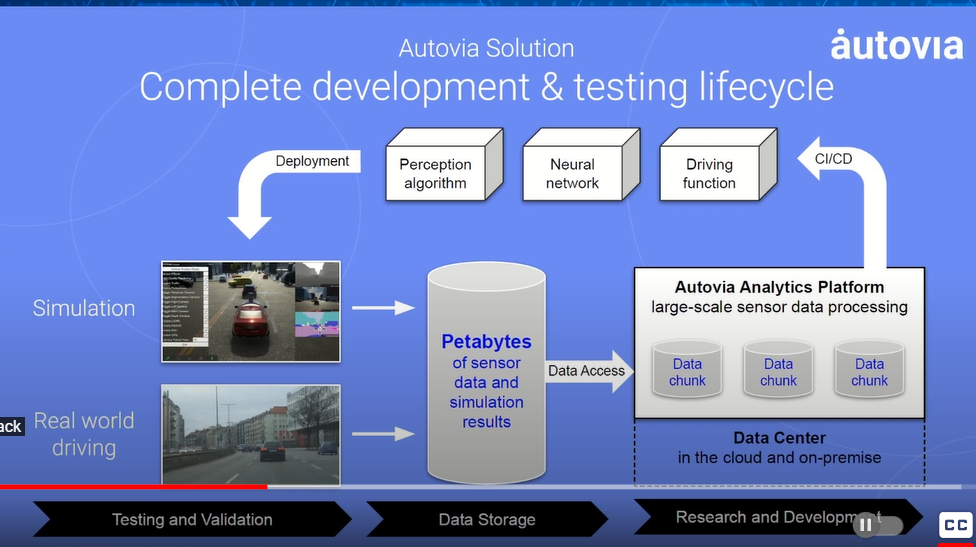 autovia
Autovia Solution
Complete development & testing lifecycle
Deployment
Perception
algorithm
Neural
network
Driving
function
CI/CD
Simulation
Real world
driving
Petabytes
of sensor
data and
simulation
results
Data Access
Autovia Analytics Platform
large-scale sensor data processing
Data
chunk
Data
chunk
Data
chunk
Data Center
in the cloud and on-premise
ack
Testing and Validation
Data Storage
Research and Development
CC